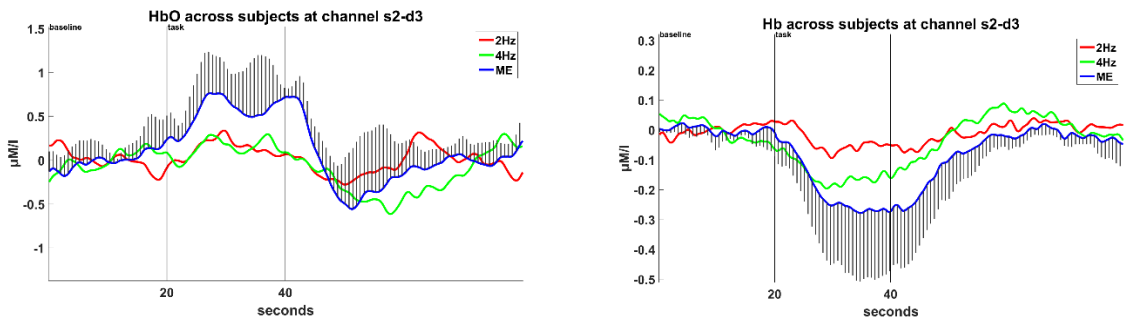 HbO across subjects at channel s2-d3
1.5
baseline
task
2Hz
4Hz
ME
1
0.5
0
-0.5
-1
µM/l
20
40
seconds
Hb across subjects at channel s2-d3
0.3
baseline
task
2Hz
4Hz
ME
0.2
0.1
0
-0.1
-0.2
-0.3
-0.4
-0.5
µM/l
20
40
seconds